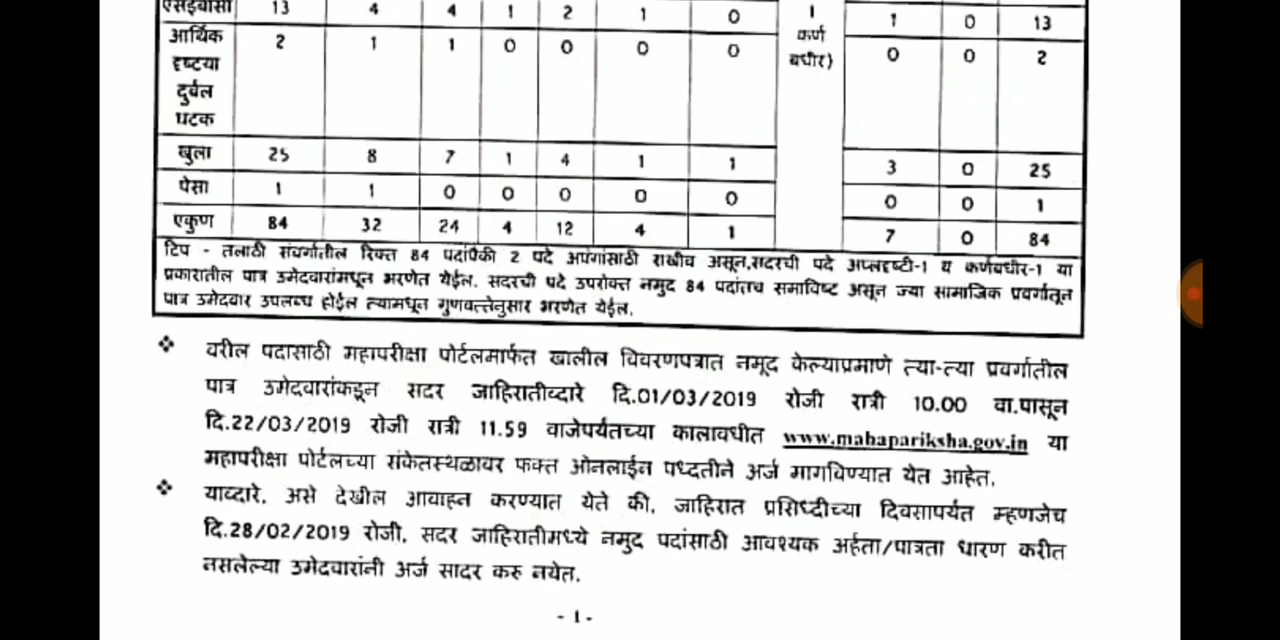 एसइबीसी 13 4 4 1 2 1 0 1 1 0 13
आर्थिक 2 1 1 0 0 0 0 कर्ण 0 0 2
दृष्टया बधीर)
दुर्बल
घटक
खुला 25 8 7 1 4 1 1 3 0 25
पेसा 1 1 0 0 0 0 0 0 0 1
एकुण 84 32 24 4 12 4 1 7 0 84
टिप - तलाठी संवर्गातील रिक्त 84 पदांपैकी 2 पदे अपंगांसाठी राखीव असून,सदरची पदे अप्लदृष्टी-1 व कर्णबधीर-1 या
प्रकारातील पात्र उमेदवारांमधून भरणेत येईल. सदरची पदे उपरोक्त नमुद 84 पदांतच समाविष्ट असून ज्या सामाजिक प्रवर्गातून
पात्र उमेदवार उपलब्ध होईल त्यामधून गुणवत्तेनुसार भरणेत येईल.
❖ वरील पदासाठी महापरीक्षा पोर्टलमार्फत खालील विवरणपत्रात नमूद केल्याप्रमाणे त्या-त्या प्रवर्गातील
पात्र उमेदवारांकडून सदर जाहिरातीव्दारे दि.01/03/2019 रोजी रात्री 10.00 वा.पासून
दि.22/03/2019 रोजी रात्री 11.59 वाजेपर्यतच्या कालावधीत www.mahapariksha.gov.in या
महापरीक्षा पोर्टलच्या संकेतस्थळावर फक्त ऑनलाईन पध्दतीने अर्ज मागविण्यात येत आहेत.
❖ याव्दारे, असे देखील आवाहन करण्यात येते की, जाहिरात प्रसिध्दीच्या दिवसापर्यत म्हणजेच
दि.28/02/2019 रोजी, सदर जाहिरातीमध्ये नमुद पदांसाठी आवश्यक अर्हता/पात्रता धारण करीत
नसलेल्या उमेदवारांनी अर्ज सादर करु नयेत.
- 1 -